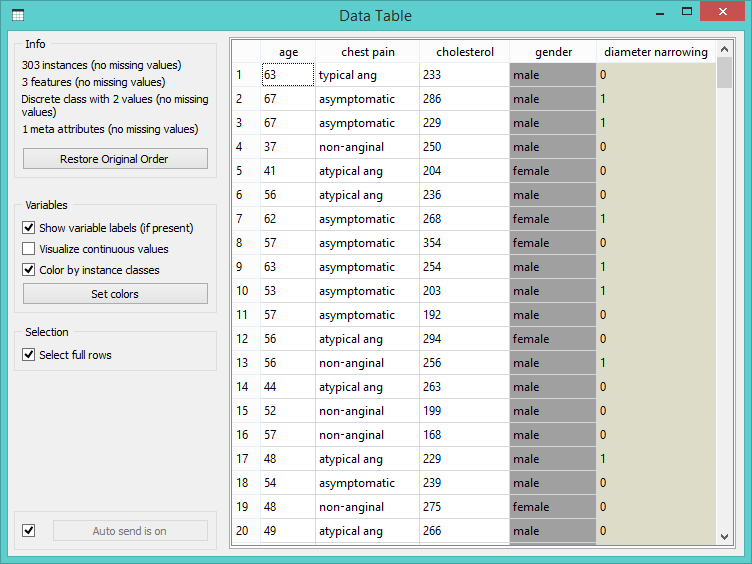 Data Table
Info
303 instances (no missing values)
3 features (no missing values)
Discrete class with 2 values (no missing
values)
1 meta attributes (no missing values)
Restore Original Order
Variables
Show variable labels (if present)
Visualize continuous values
Color by instance classes
Set colors
Selection
Select full rows
Auto send is on
age chest pain cholesterol gender diameter narrowing
1 63 typical ang 233 male 0
2 67 asymptomatic 286 male 1
3 67 asymptomatic 229 male 1
4 37 non-anginal 250 male 0
5 41 atypical ang 204 female 0
6 56 atypical ang 236 male 0
7 62 asymptomatic 268 female 1
8 57 asymptomatic 354 female 0
9 63 asymptomatic 254 male 1
10 53 asymptomatic 203 male 1
11 57 asymptomatic 192 male 0
12 56 atypical ang 294 female 0
13 56 non-anginal 256 male 1
14 44 atypical ang 263 male 0
15 52 non-anginal 199 male 0
16 57 non-anginal 168 male 0
17 48 atypical ang 229 male 1
18 54 asymptomatic 239 male 0
19 48 non-anginal 275 female 0
20 49 atypical ang 266 male 0